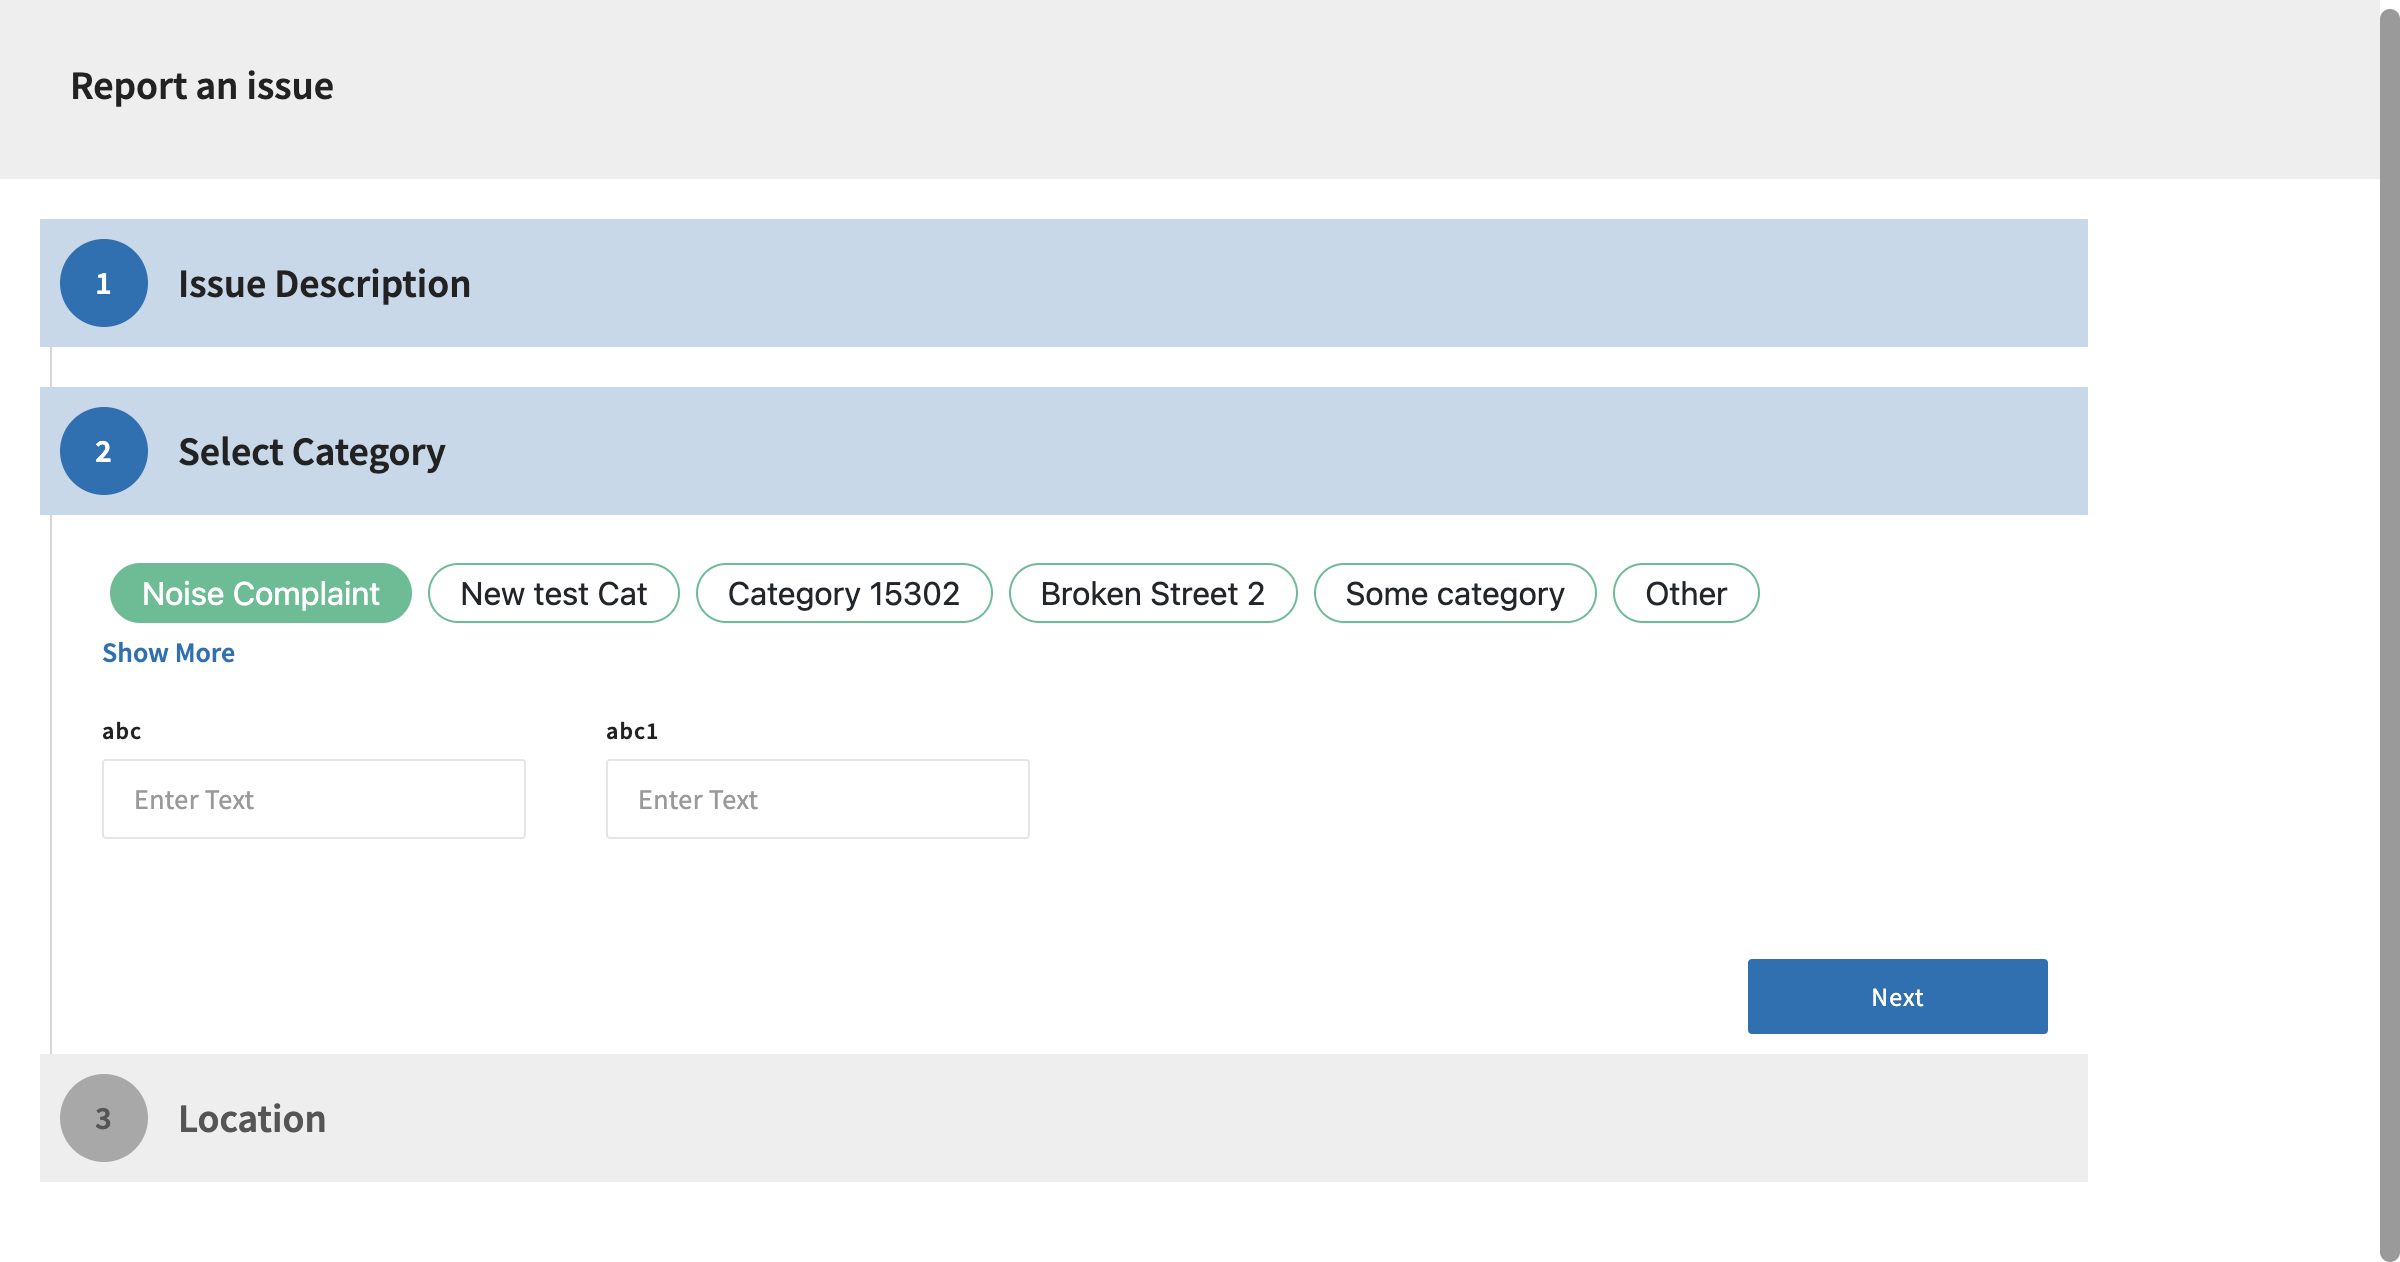 Report an issue
1 Issue Description
2 Select Category
Noise Complaint New test Cat Category 15302 Broken Street 2 Some category Other
Show More
abc abc1
Enter Text Enter Text
Next
3 Location